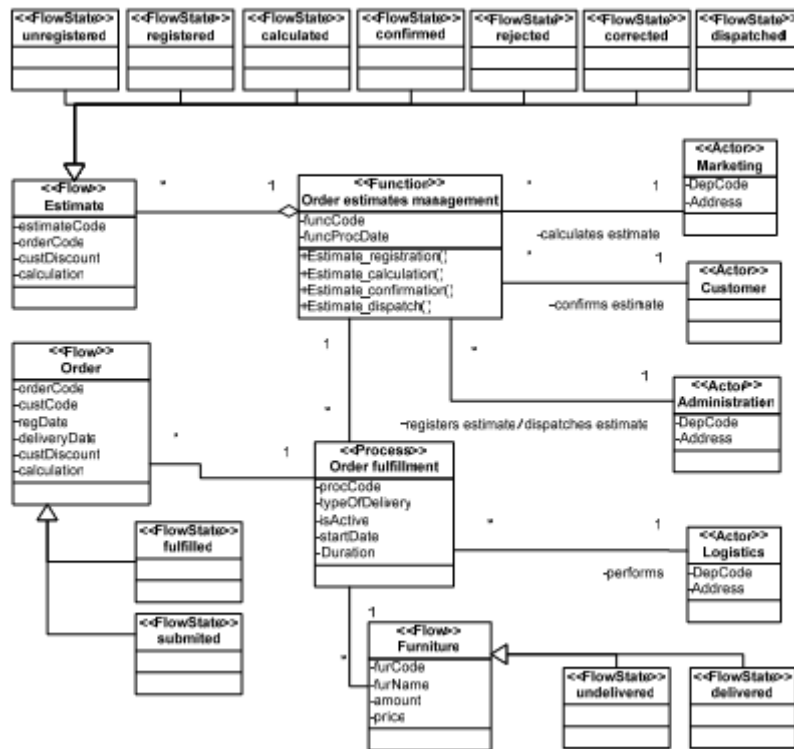 <<FlowState>>
unregistered
<<FlowState>>
registered
<<FlowState>>
calculated
<<FlowState>>
confirmed
<<FlowState>>
rejected
<<FlowState>>
corrected
<<FlowState>>
dispatched
<<Flow>>
Estimate
-estimateCode
-orderCode
-custDiscount
-calculation
*
1
<<Function>>
Order estimates management
-funcCode
-funcProcDate
+Estimate_registration()
+Estimate_calculation()
+Estimate_confirmation()
+Estimate_dispatch()
*
1
-calculates estimate
<<Actor>>
Marketing
-DepCode
-Address
*
1
-confirms estimate
<<Actor>>
Customer
1
*
*
1
-registers estimate/dispatches estimate
<<Actor>>
Administration
-DepCode
-Address
<<Flow>>
Order
-orderCode
-custCode
-regDate
-deliveryDate
-custDiscount
-calculation
*
1
<<Process>>
Order fulfillment
-procCode
-typeOfDelivery
-isActive
-startDate
-Duration
*
1
-performs
<<Actor>>
Logistics
-DepCode
-Address
<<FlowState>>
fulfilled
<<FlowState>>
submited
1
*
<<Flow>>
Furniture
-furCode
-furName
-amount
-price
<<FlowState>>
undelivered
<<FlowState>>
delivered